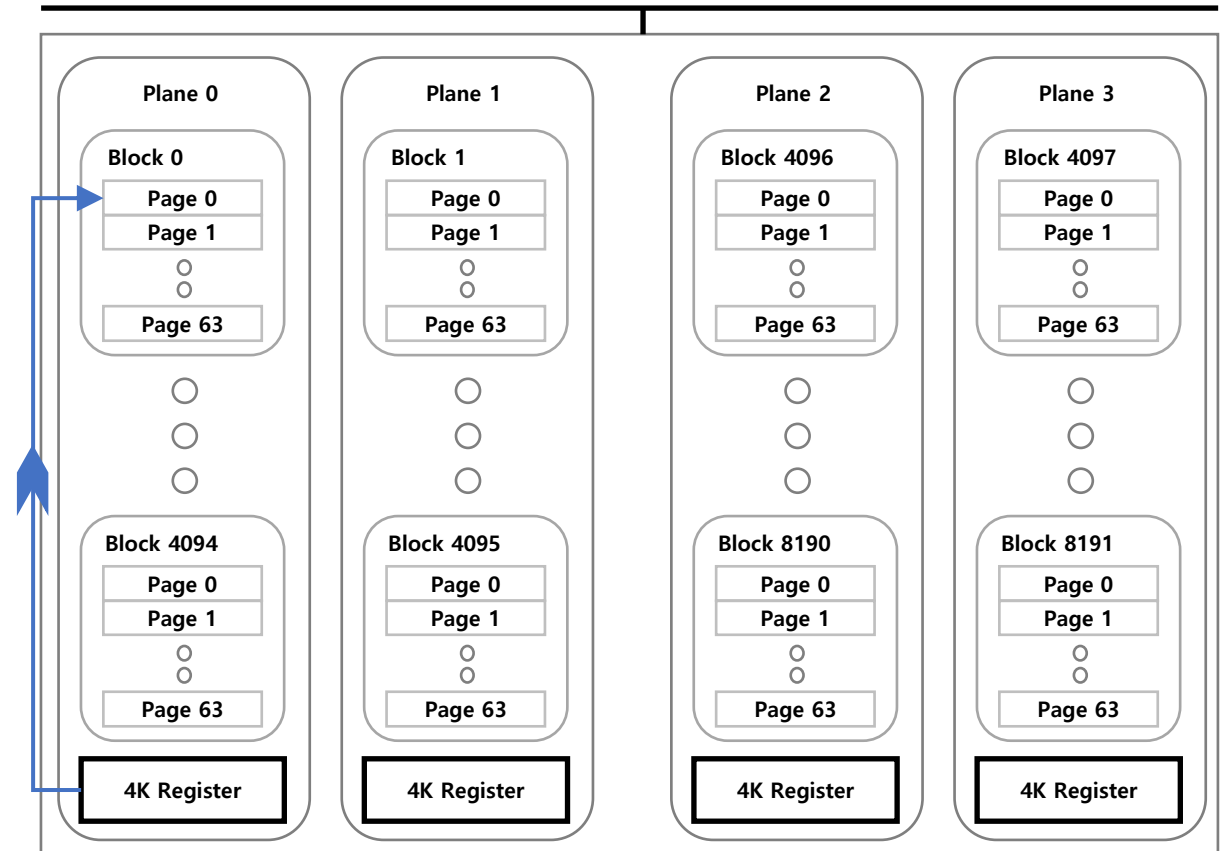 Plane 0
Block 0
Page 0
Page 1
Page 63
Block 4094
Page 0
Page 1
Page 63
4K Register
Plane 1
Block 1
Page 0
Page 1
Page 63
Block 4095
Page 0
Page 1
Page 63
4K Register
Plane 2
Block 4096
Page 0
Page 1
Page 63
Block 8190
Page 0
Page 1
Page 63
4K Register
Plane 3
Block 4097
Page 0
Page 1
Page 63
Block 8191
Page 0
Page 1
Page 63
4K Register